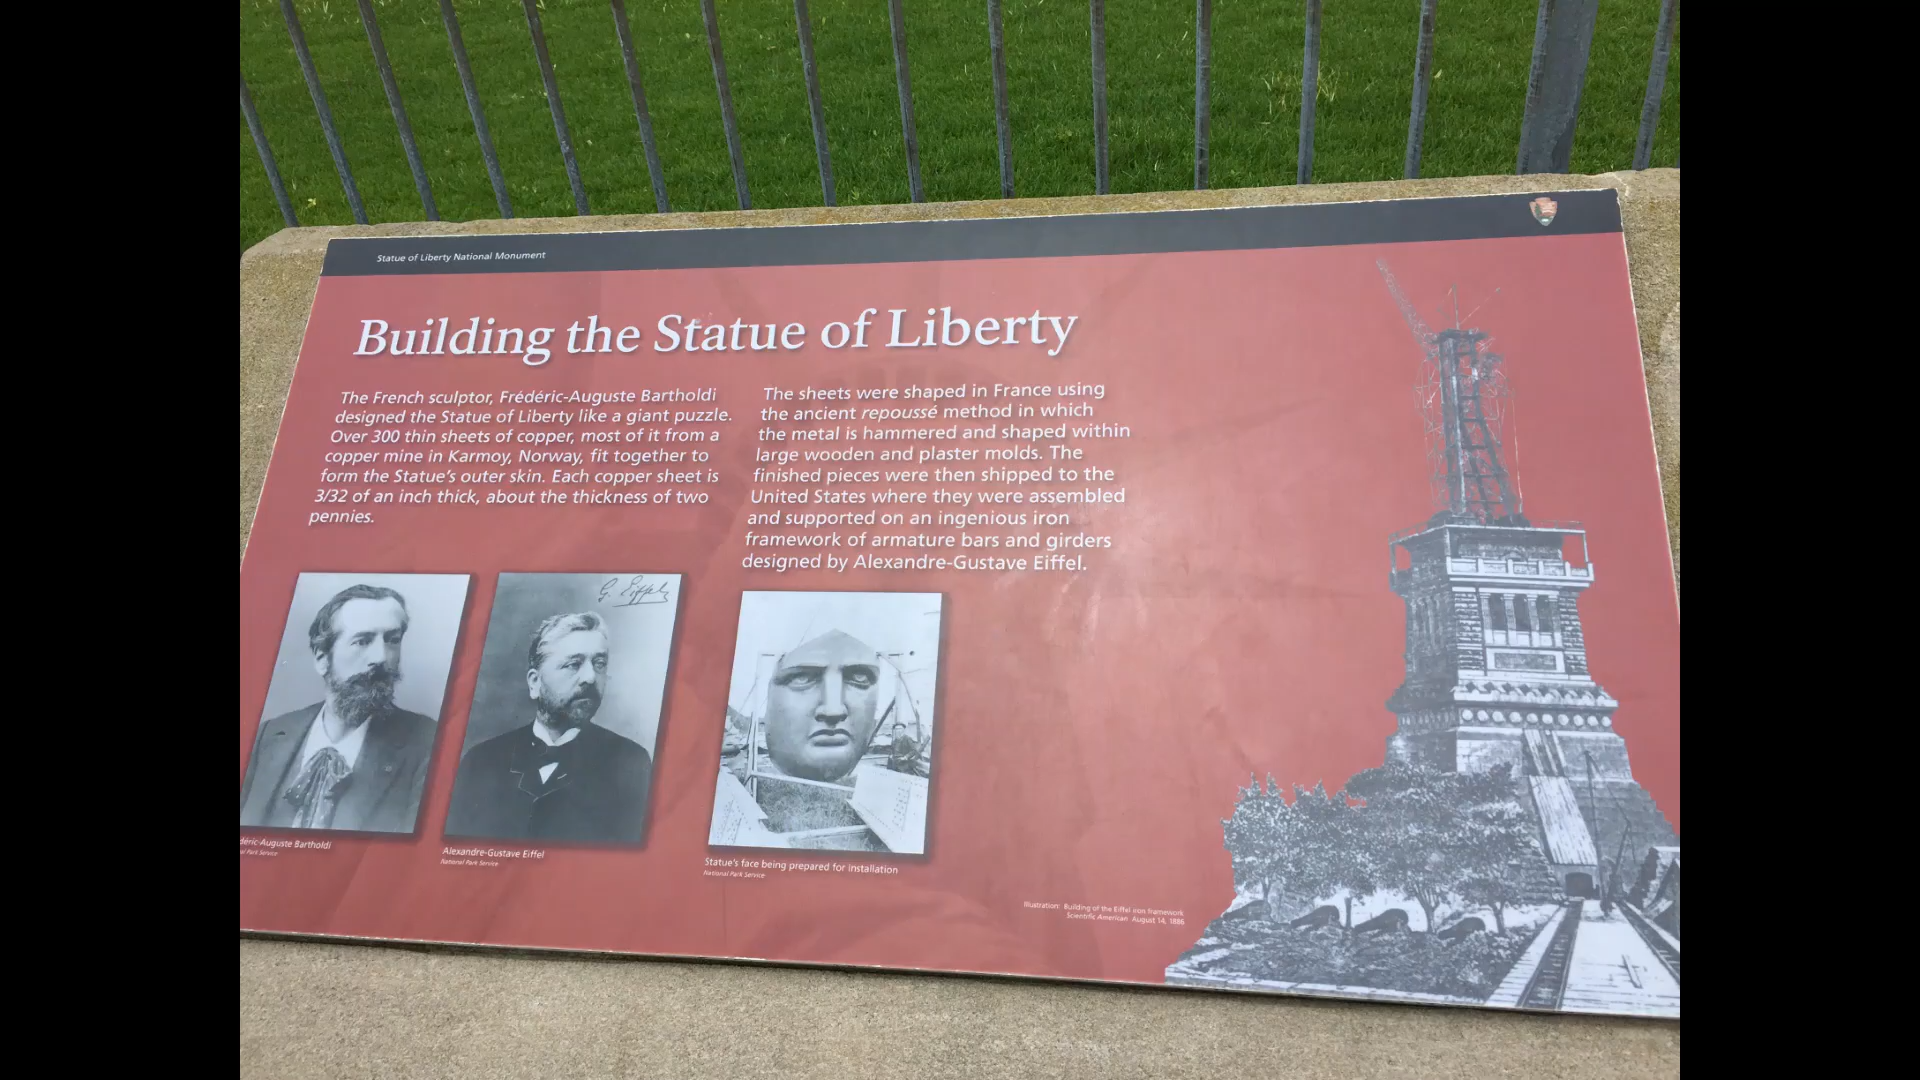 Statue of Liberty National Monument
Building the Statue of Liberty
The French sculptor, Frédéric-Auguste Bartholdi
designed the Statue of Liberty like a giant puzzle.
Over 300 thin sheets of copper, most of it from a
copper mine in Karmoy, Norway, fit together to
form the Statue's outer skin. Each copper sheet is
3/32 of an inch thick, about the thickness of two
pennies.
The sheets were shaped in France using
the ancient repoussé method in which
the metal is hammered and shaped within
large wooden and plaster molds. The
finished pieces were then shipped to the
United States where they were assembled
and supported on an ingenious iron
framework of armature bars and girders
designed by Alexandre-Gustave Eiffel.
G. Eiffel
déric-Auguste Bartholdi
al Park Service
Alexandre-Gustave Eiffel
National Park Service
Statue's face being prepared for installation
National Park Service
Illustration: Building of the Eiffel iron framework
Scientific American August 14, 1886